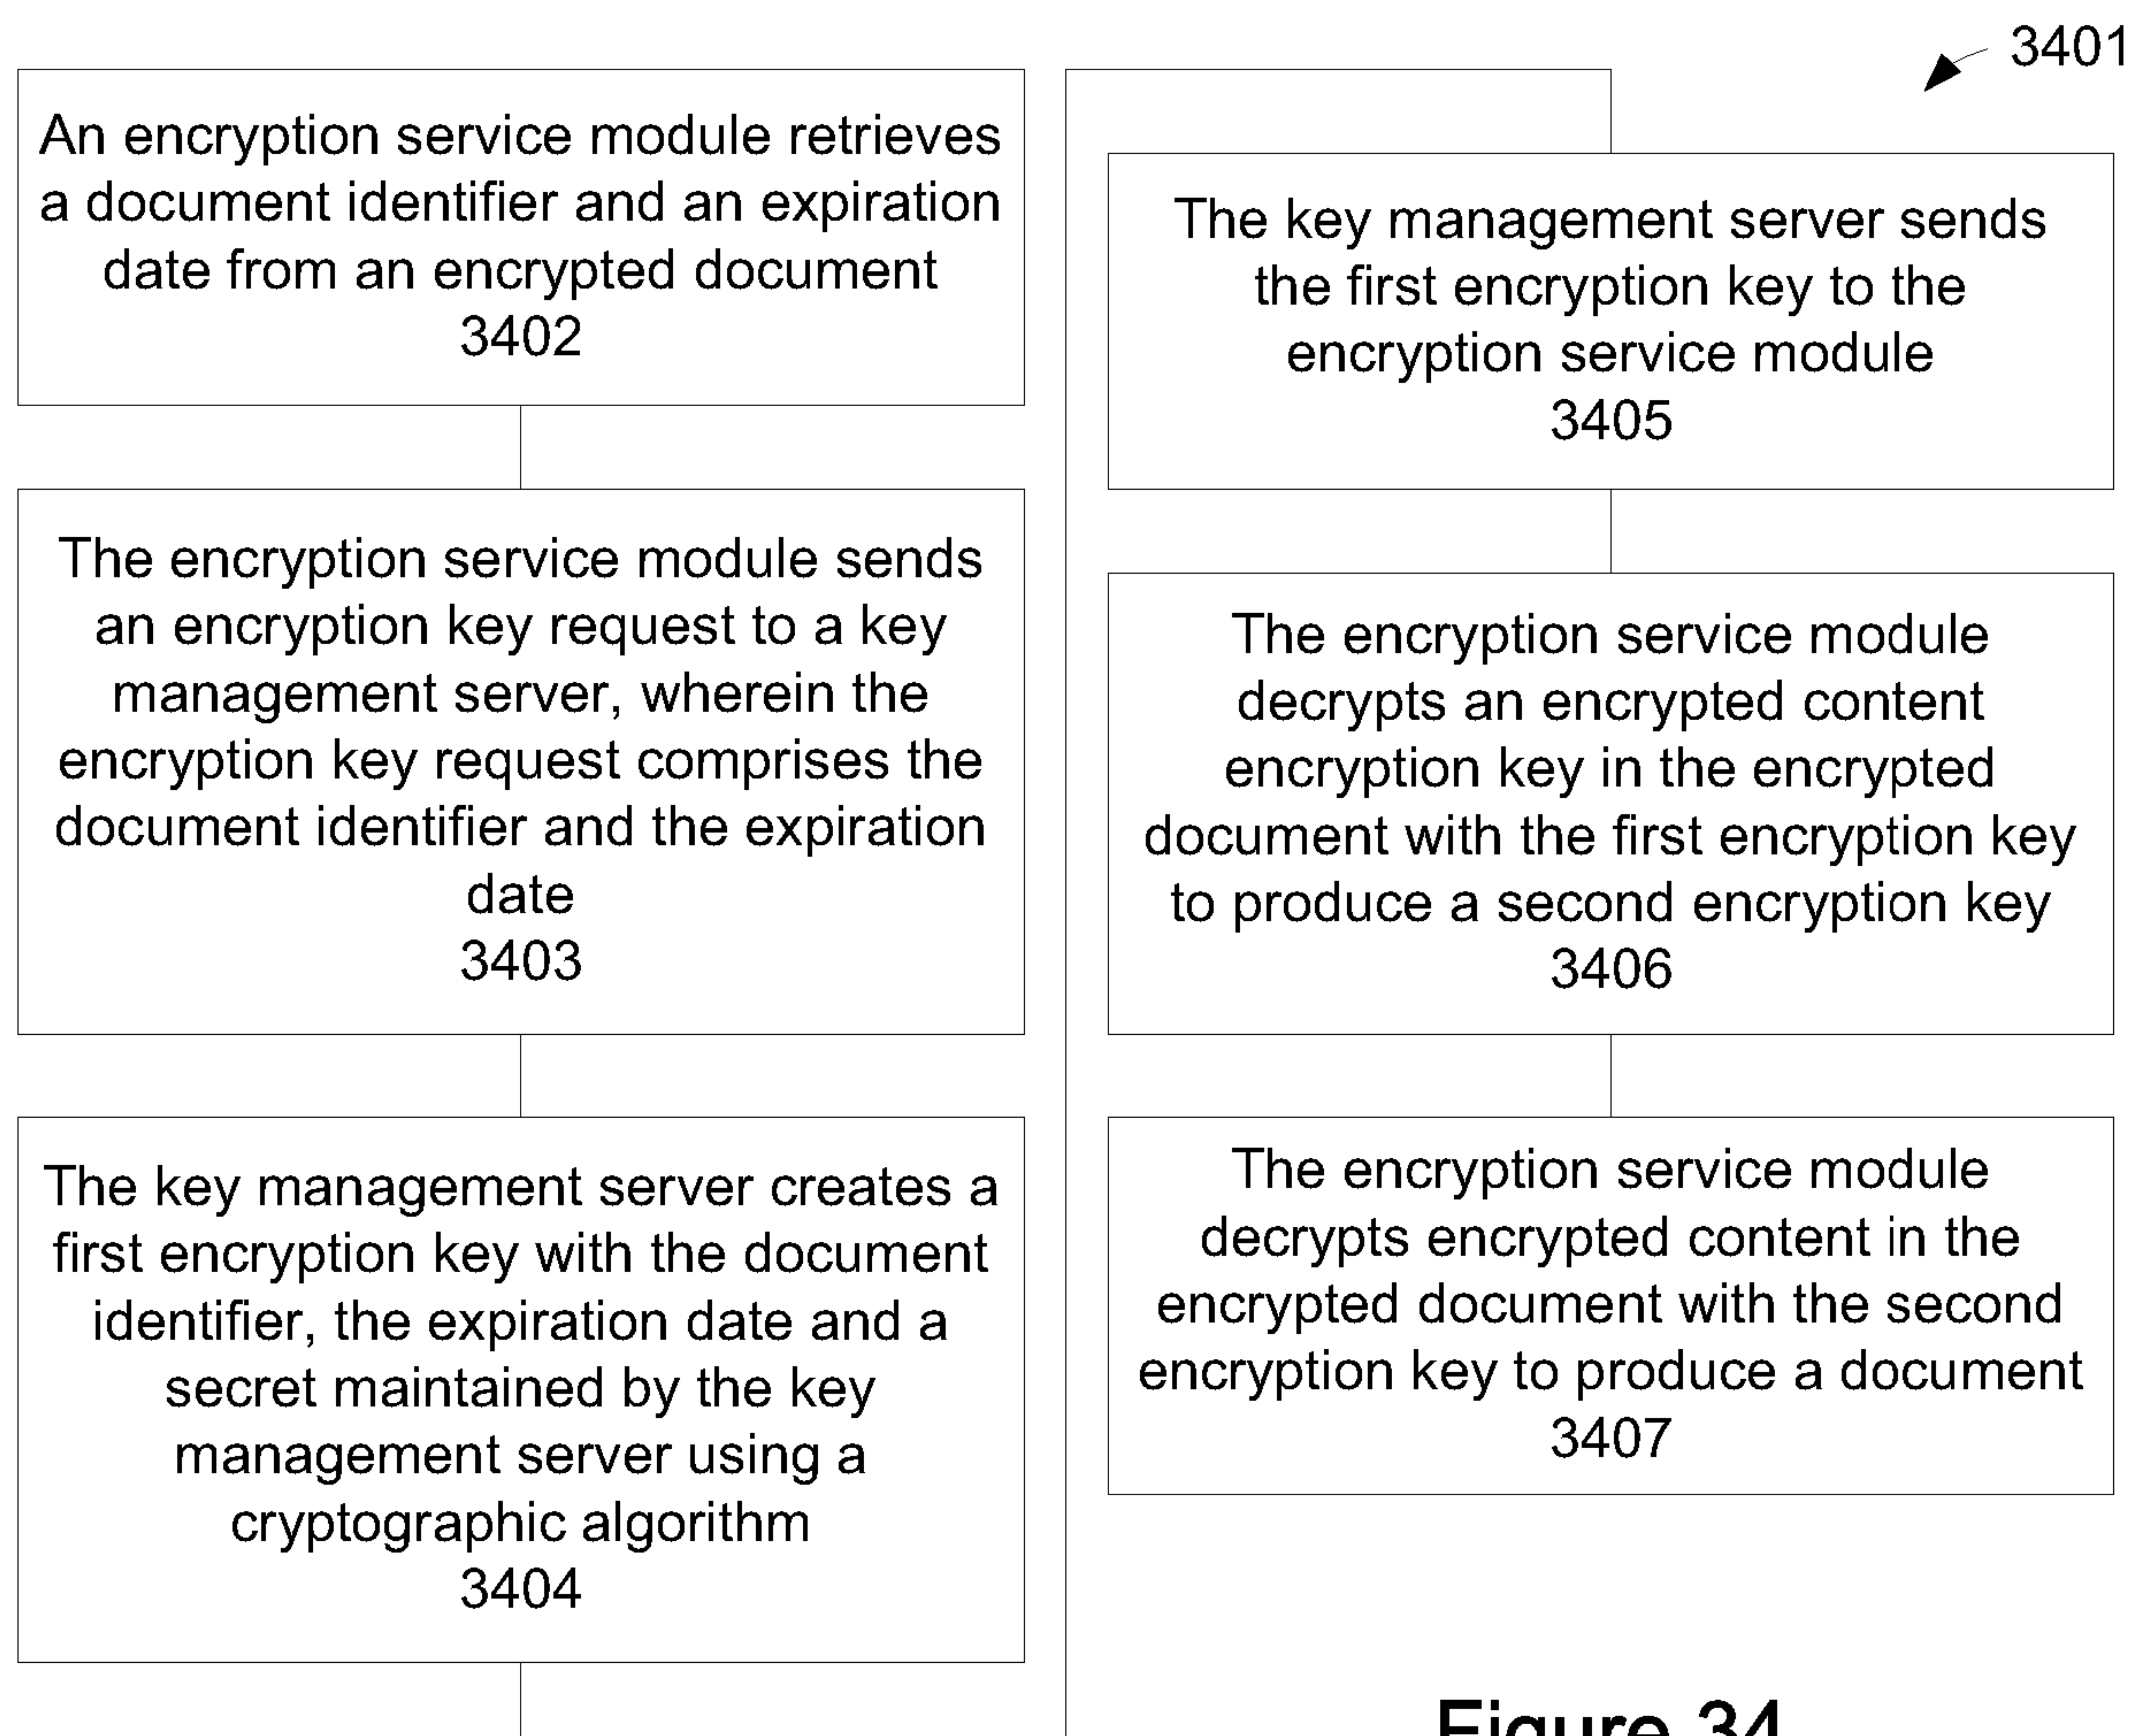 An encryption service module retrieves
a document identifier and an expiration
date from an encrypted document
3402
The encryption service module sends
an encryption key request to a key
management server, wherein the
encryption key request comprises the
document identifier and the expiration
date
3403
The key management server creates a
first encryption key with the document
identifier, the expiration date and a
secret maintained by the key
management server using a
cryptographic algorithm
3404
3401
The key management server sends
the first encryption key to the
encryption service module
3405
The encryption service module
decrypts an encrypted content
encryption key in the encrypted
document with the first encryption key
to produce a second encryption key
3406
The encryption service module
decrypts encrypted content in the
encrypted document with the second
encryption key to produce a document
3407
Figure 34